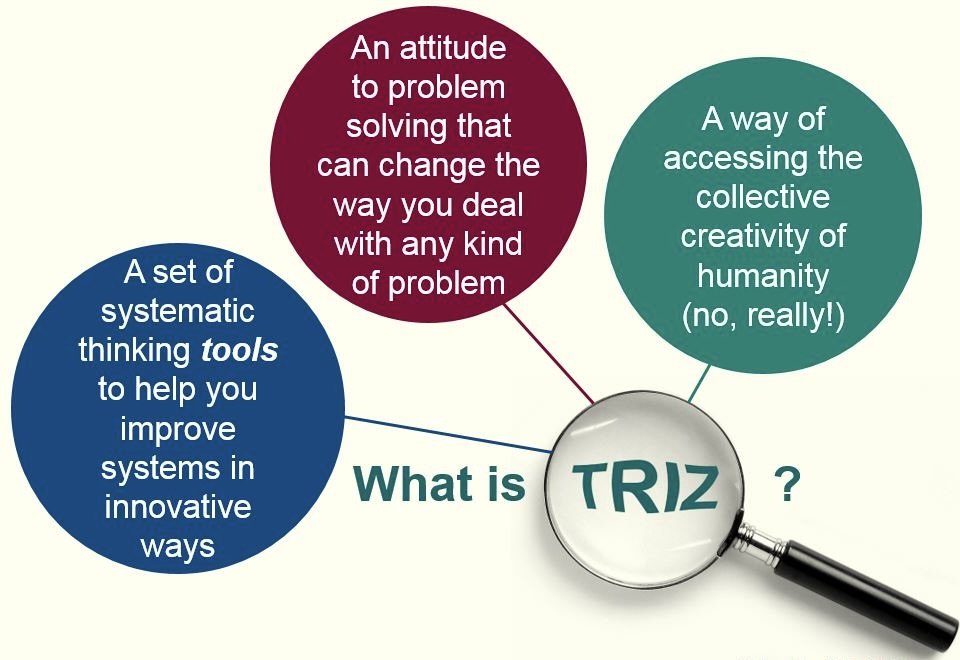 An attitude
to problem
solving that
can change the
way you deal
with any kind
of problem
A way of
accessing the
collective
creativity of
humanity
(no, really!)
A set of
systematic
thinking tools
to help you
improve
systems in
innovative
ways
What is TRIZ ?